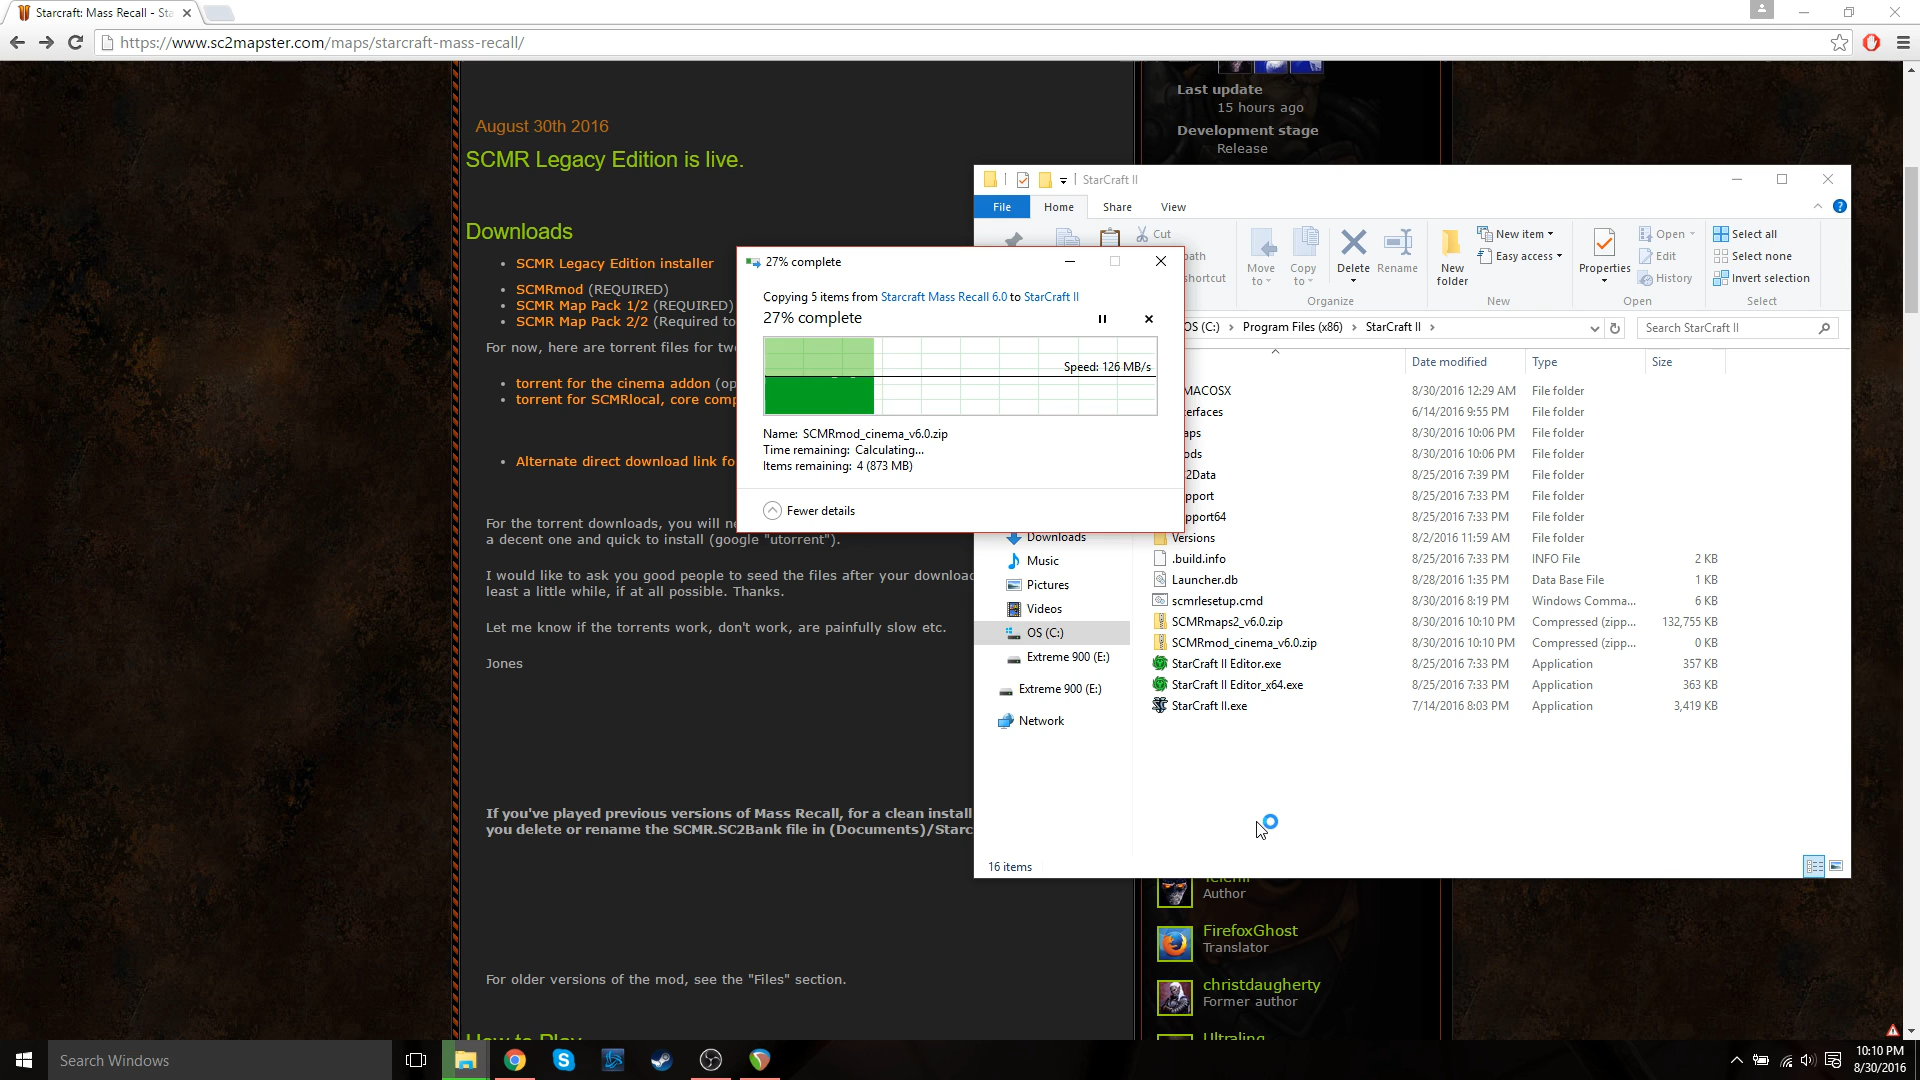 Starcraft: Mass Recall - Sta
https://www.sc2mapster.com/maps/starcraft-mass-recall/
August 30th 2016
SCMR Legacy Edition is live.
Downloads
SCMR Legacy Edition installer
SCMRmod (REQUIRED)
SCMR Map Pack 1/2 (REQUIRED)
SCMR Map Pack 2/2 (Required to
For now, here are torrent files for tw
torrent for the cinema addon (op
torrent for SCMRlocal, core comp
Alternate direct download link fo
For the torrent downloads, you will ne
a decent one and quick to install (google "utorrent").
I would like to ask you good people to seed the files after your download
least a little while, if at all possible. Thanks.
Let me know if the torrents work, don't work, are painfully slow etc.
Jones
If you've played previous versions of Mass Recall, for a clean install
you delete or rename the SCMR.SC2Bank file in (Documents)/Starc
For older versions of the mod, see the "Files" section.
How to Play
Last update
15 hours ago
Development stage
Release
Author
FirefoxGhost
Translator
christdaugherty
Former author
Ultraling
27% complete
Copying 5 items from Starcraft Mass Recall 6.0 to StarCraft II
27% complete
Speed: 126 MB/s
Name: SCMRmod_cinema_v6.0.zip
Time remaining: Calculating...
Items remaining: 4 (873 MB)
Fewer details
StarCraft II
File Home Share View
Cut
path
shortcut
Move to
Copy to
Delete
Rename
Organize
New folder
New item
Easy access
New
Properties
Open
Edit
History
Open
Select all
Select none
Invert selection
Select
OS (C:) Program Files (x86) StarCraft II
Search StarCraft II
Date modified Type Size
MACOSX 8/30/2016 12:29 AM File folder
erfaces 6/14/2016 9:55 PM File folder
aps 8/30/2016 10:06 PM File folder
ods 8/30/2016 10:06 PM File folder
2Data 8/25/2016 7:39 PM File folder
pport 8/25/2016 7:33 PM File folder
pport64 8/25/2016 7:33 PM File folder
Versions 8/2/2016 11:59 AM File folder
.build.info 8/25/2016 7:33 PM INFO File 2 KB
Launcher.db 8/28/2016 1:35 PM Data Base File 1 KB
scmrlesetup.cmd 8/30/2016 8:19 PM Windows Comma... 6 KB
SCMRmaps2_v6.0.zip 8/30/2016 10:10 PM Compressed (zipp... 132,755 KB
SCMRmod_cinema_v6.0.zip 8/30/2016 10:10 PM Compressed (zipp... 0 KB
StarCraft II Editor.exe 8/25/2016 7:33 PM Application 357 KB
StarCraft II Editor_x64.exe 8/25/2016 7:33 PM Application 363 KB
StarCraft II.exe 7/14/2016 8:03 PM Application 3,419 KB
Downloads
Music
Pictures
Videos
OS (C:)
Extreme 900 (E:)
Extreme 900 (E:)
Network
16 items
Search Windows
10:10 PM
8/30/2016